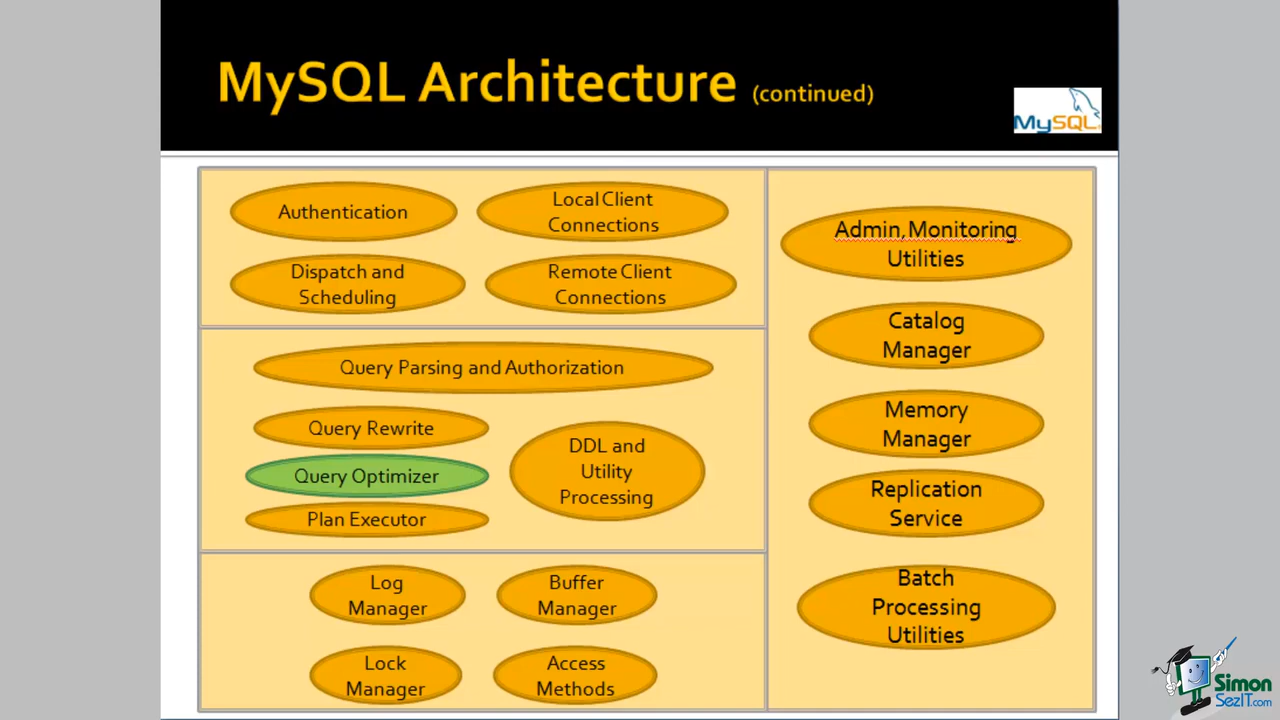 MySQL Architecture (continued)
MySQL
Authentication
Local Client
Connections
Dispatch and
Scheduling
Remote Client
Connections
Query Parsing and Authorization
Query Rewrite
Query Optimizer
Plan Executor
DDL and
Utility
Processing
Log
Manager
Buffer
Manager
Lock
Manager
Access
Methods
Admin,Monitoring
Utilities
Catalog
Manager
Memory
Manager
Replication
Service
Batch
Processing
Utilities
Simon
SezIT.com